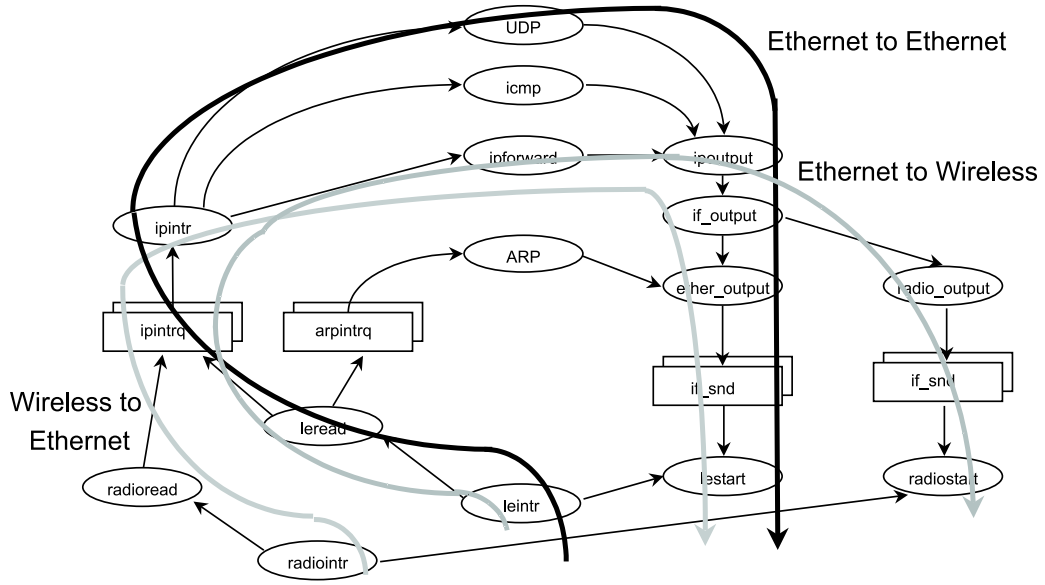 UDP
Ethernet to Ethernet
icmp
ipforward
ipoutput
Ethernet to Wireless
ipintr
if_output
ARP
ether_output
radio_output
ipintrq
arpintrq
if_snd
if_snd
Wireless to
Ethernet
leread
radioread
lestart
radiostart
leintr
radiointr